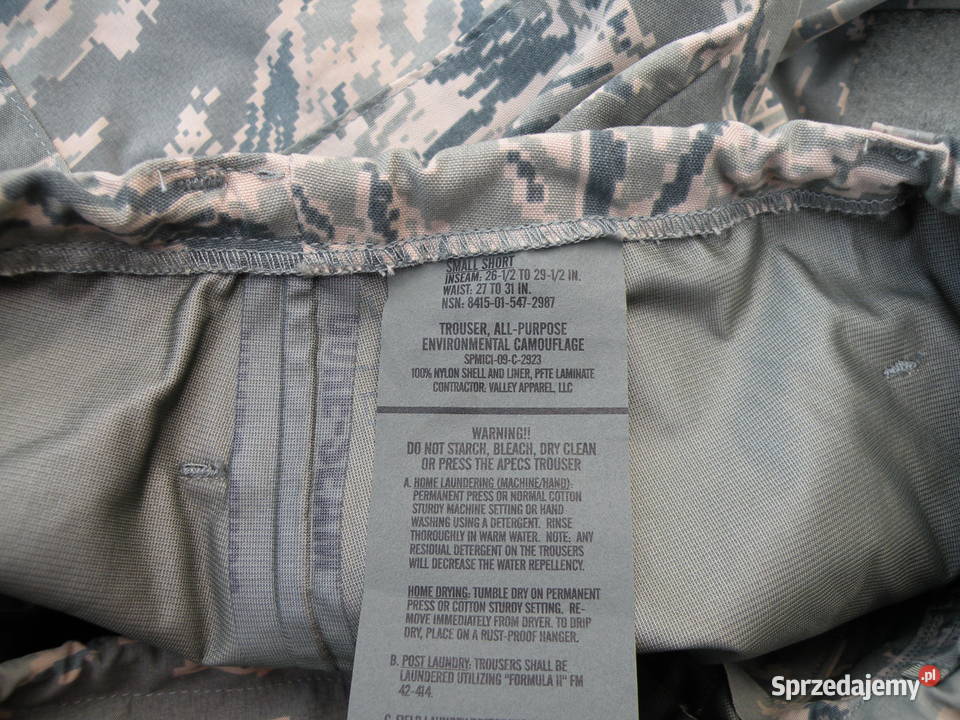 SMALL SHORT
INSEAM: 26-1/2 TO 29-1/2 IN.
WAIST: 27 TO 31 IN.
NSN: 8415-01-547-2987
TROUSER, ALL-PURPOSE
ENVIRONMENTAL CAMOUFLAGE
SPM1C1-09-C-2923
100% NYLON SHELL AND LINER, PFTE LAMINATE
CONTRACTOR: VALLEY APPAREL, LLC
WARNING!!
DO NOT STARCH, BLEACH, DRY CLEAN
OR PRESS THE APECS TROUSER
A. HOME LAUNDERING (MACHINE/HAND):
PERMANENT PRESS OR NORMAL COTTON
STURDY MACHINE SETTING OR HAND
WASHING USING A DETERGENT. RINSE
THOROUGHLY IN WARM WATER. NOTE: ANY
RESIDUAL DETERGENT ON THE TROUSERS
WILL DECREASE THE WATER REPELLENCY.
HOME DRYING: TUMBLE DRY ON PERMANENT
PRESS OR COTTON STURDY SETTING. RE-
MOVE IMMEDIATELY FROM DRYER. TO DRIP
DRY, PLACE ON A RUST-PROOF HANGER.
B. POST LAUNDRY: TROUSERS SHALL BE
LAUNDERED UTILIZING "FORMULA II" FM
42-414.
Sprzedajemy.pl